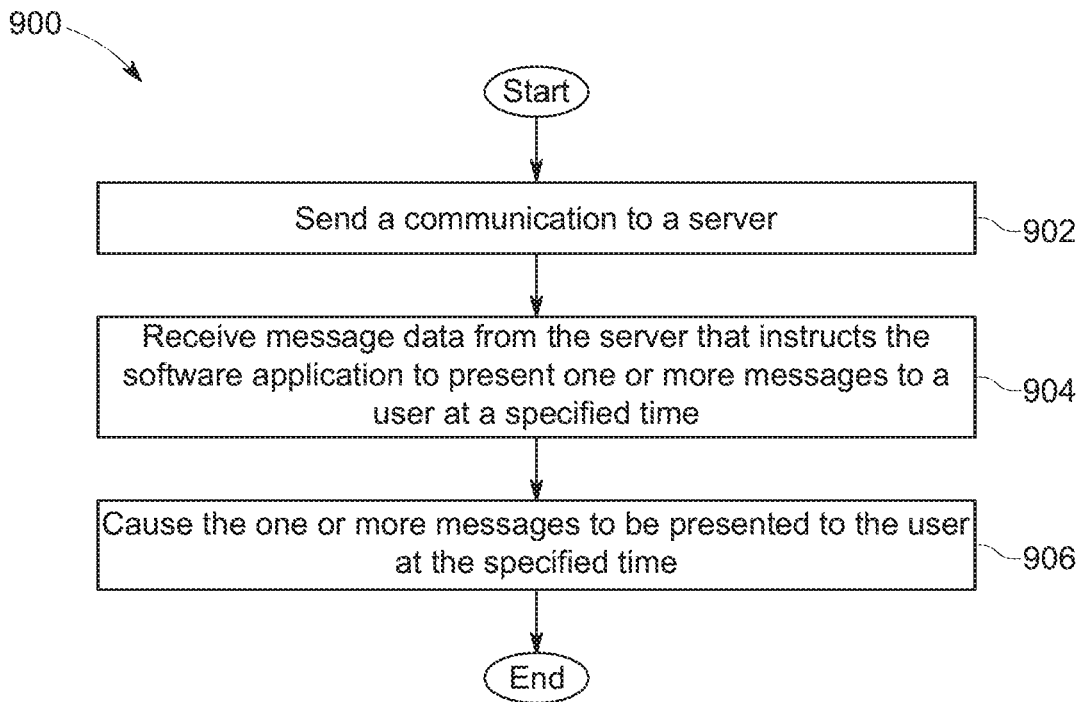 900
Start
Send a communication to a server
902
Receive message data from the server that instructs the
software application to present one or more messages to a
user at a specified time
904
Cause the one or more messages to be presented to the user
at the specified time
906
End